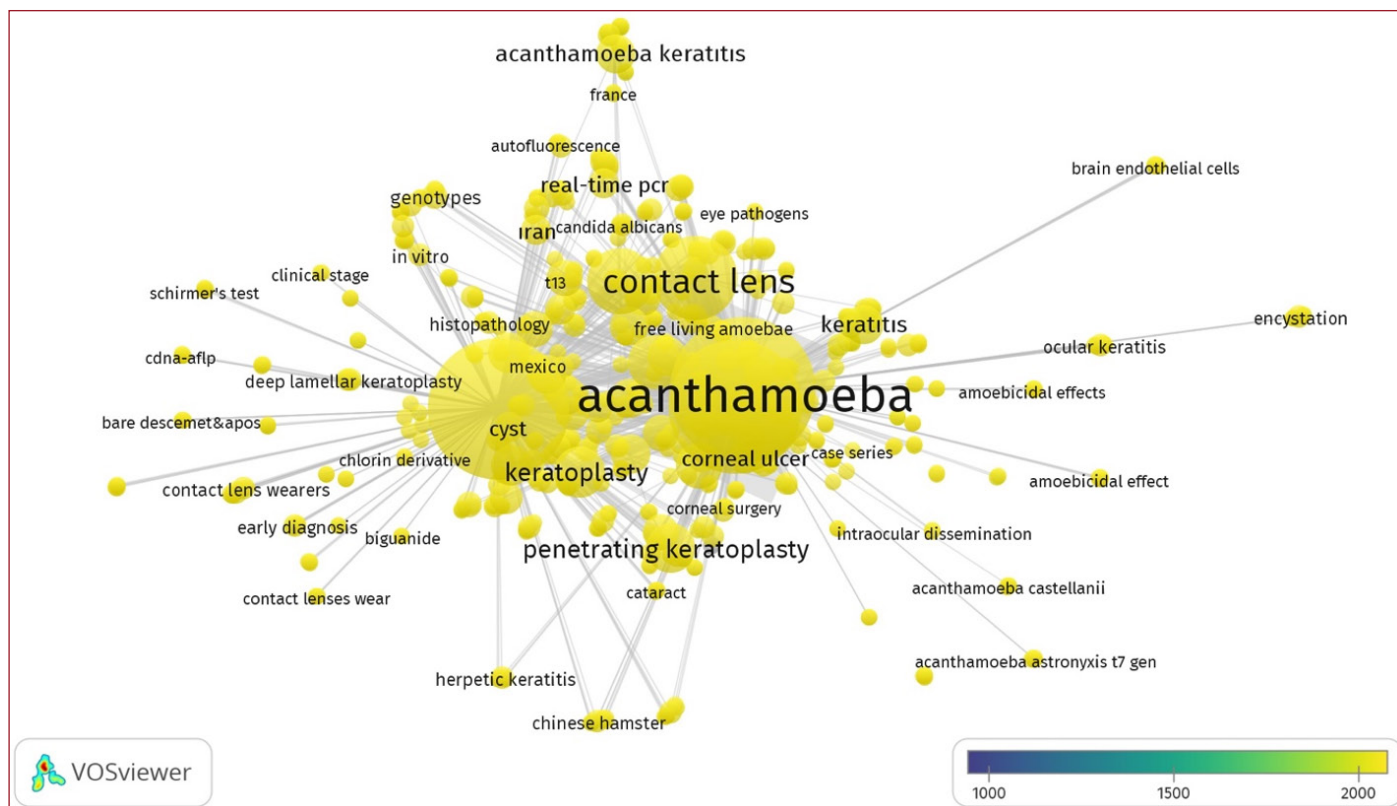 acanthamoeba keratıtıs
france
autofluorescence
brain endothelial cells
real-time pcr
genotypes
eye pathogens
ıran
candida albicans
in vitro
clinical stage
t13
contact lens
schirmer's test
encystation
histopathology
free living amoebae
keratıtıs
ocular keratitis
cdna-aflp
mexico
deep lamellar keratoplasty
acanthamoeba
amoebicidal effects
bare descemet&apos
cyst
chlorin derivative
corneal ulcer
case series
keratoplasty
amoebicidal effect
contact lens wearers
corneal surgery
early diagnosis
biguanide
intraocular dissemination
penetrating keratoplasty
acanthamoeba castellanii
cataract
contact lenses wear
acanthamoeba astronyxis t7 gen
herpetic keratitis
chinese hamster
VOSviewer
1000
1500
2000